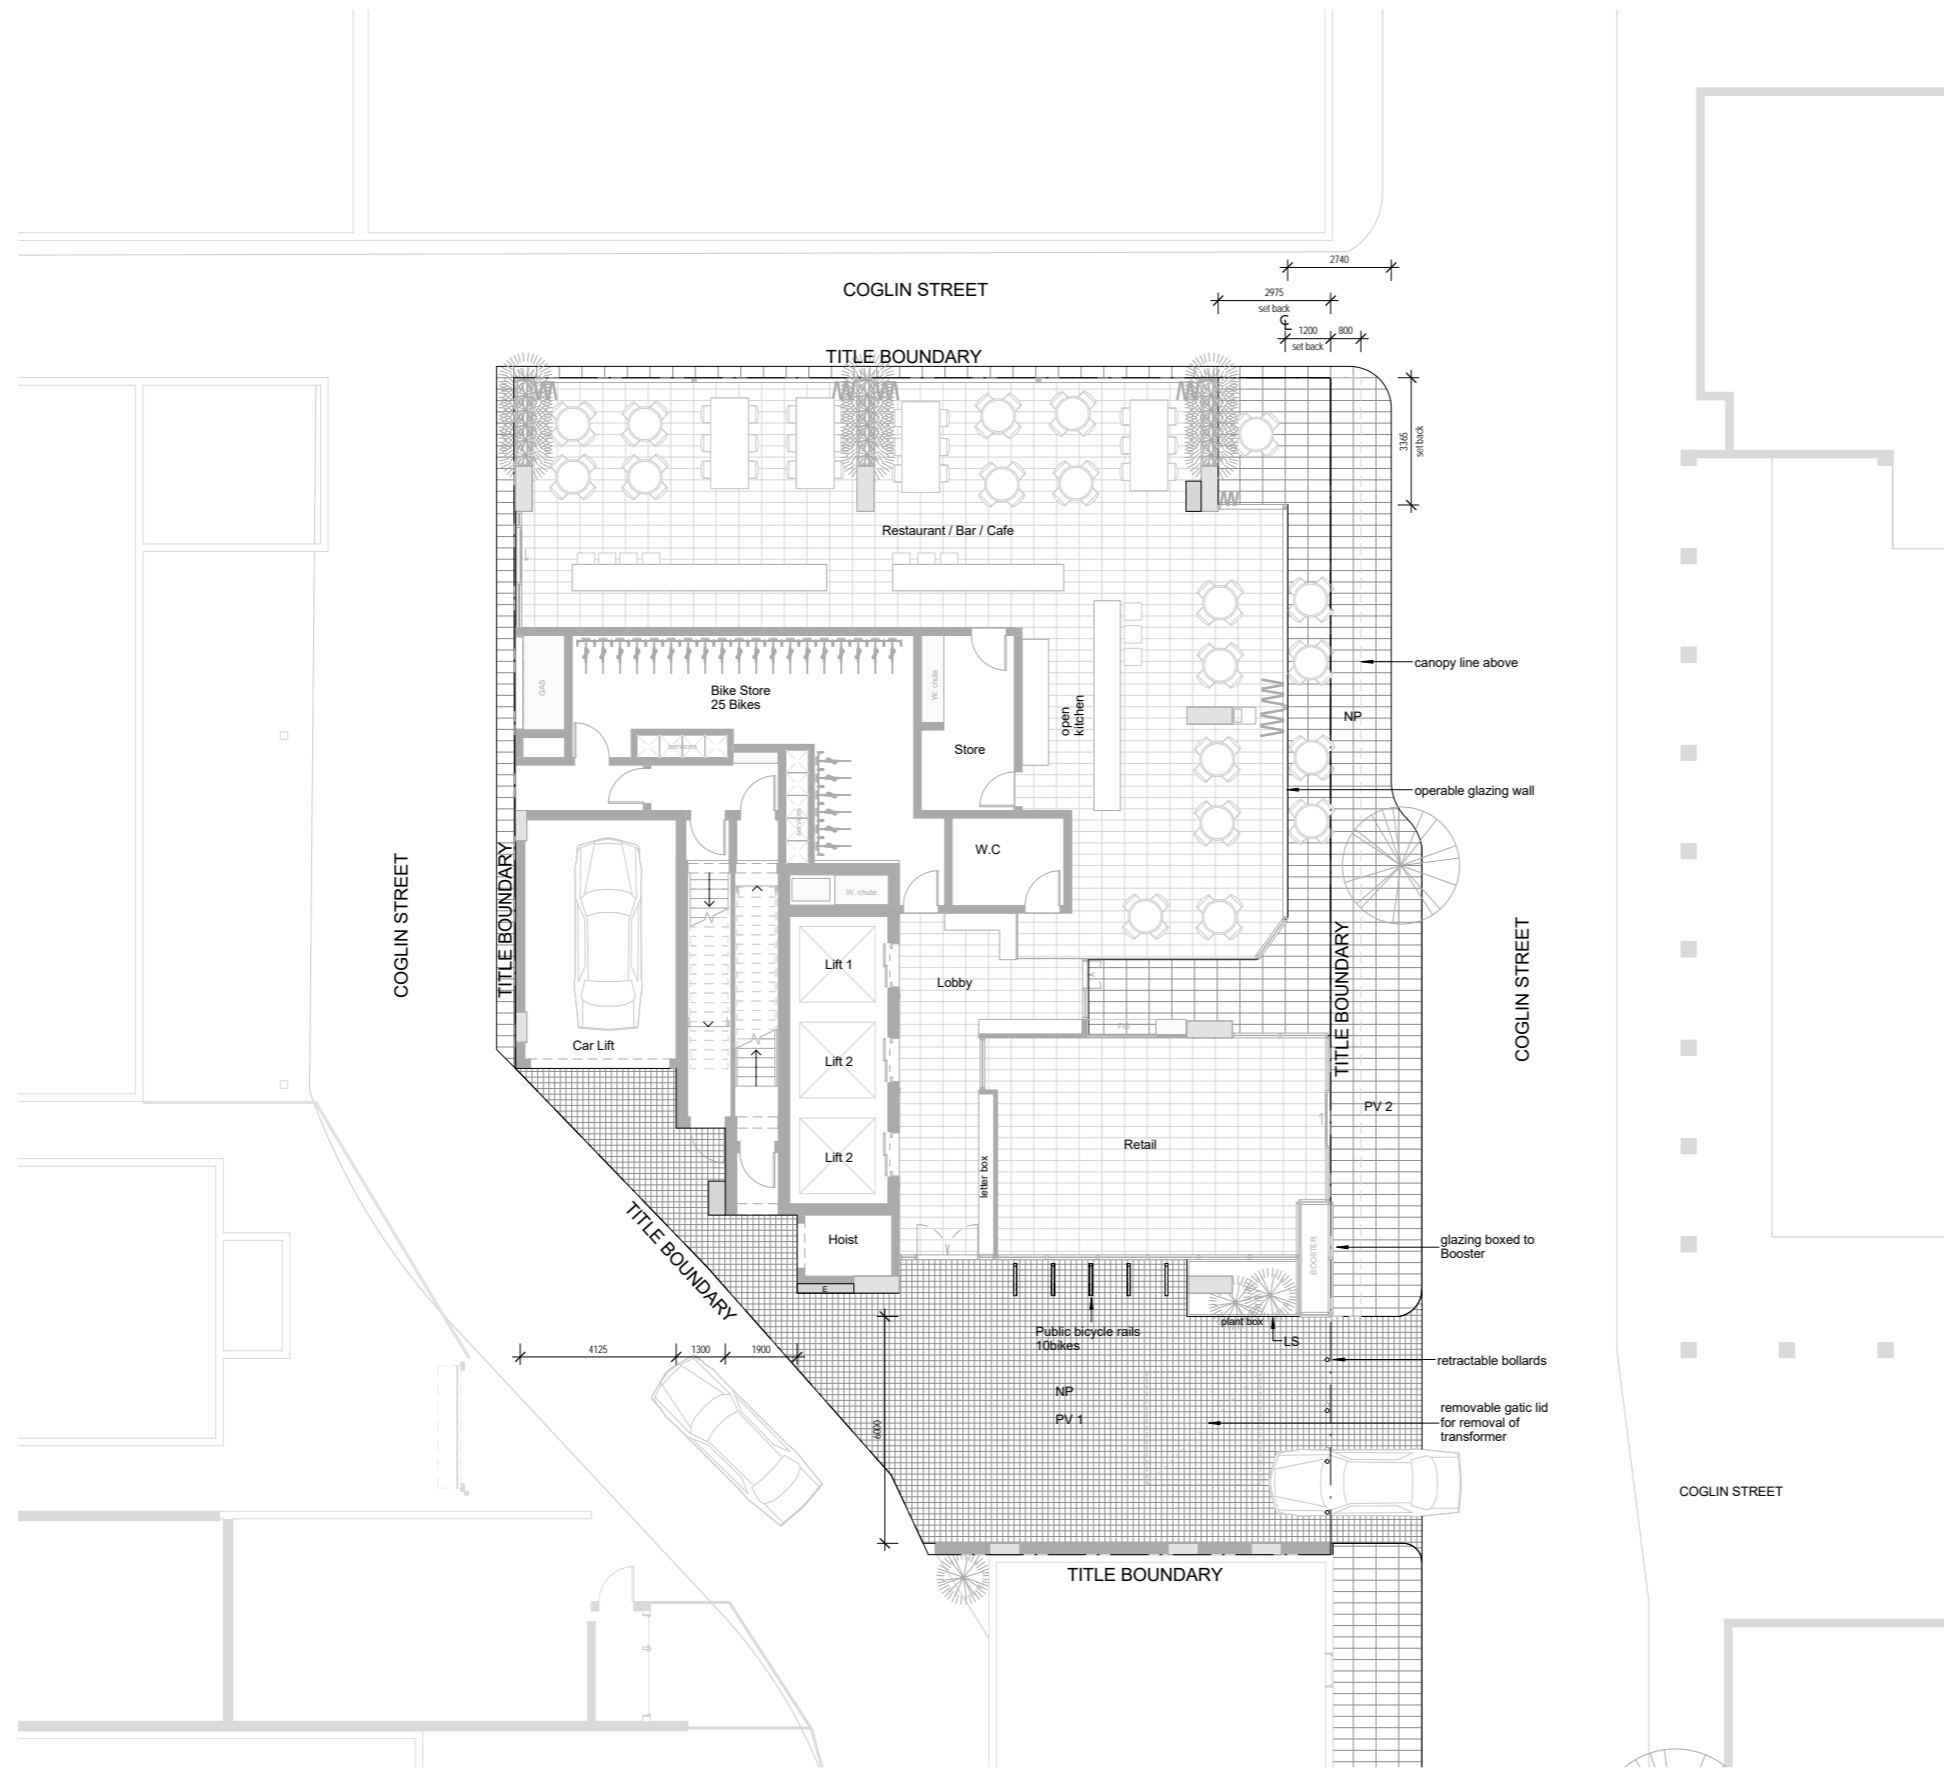 COGLIN STREET
2740
2975
set back
CL
1200
800
set back
TITLE BOUNDARY
3365
set back
Restaurant / Bar / Cafe
canopy line above
GAS
Bike Store
25 Bikes
W. chute
open
kitchen
NP
services
Store
operable glazing wall
services
W.C
COGLIN STREET
TITLE BOUNDARY
W. chute
Lift 1
Lobby
TITLE BOUNDARY
COGLIN STREET
Car Lift
Lift 2
PV 2
Retail
Lift 2
letter box
TITLE BOUNDARY
Hoist
BOOSTER
glazing boxed to
Booster
E
plant box
Public bicycle rails
10bikes
LS
4125
1300
1900
retractable bollards
NP
PV 1
6000
removable gatic lid
for removal of
transformer
COGLIN STREET
TITLE BOUNDARY